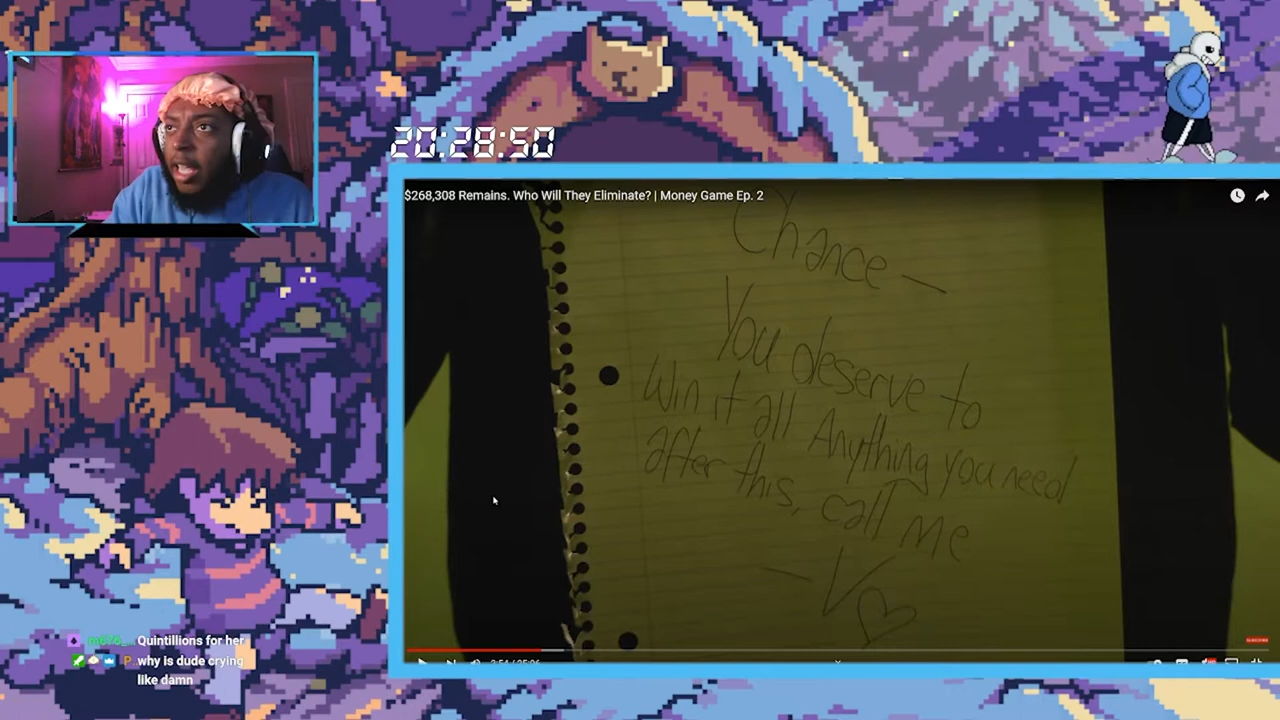 20:28:50
$268,308 Remains. Who Will They Eliminate? | Money Game Ep. 2
Chance —
You deserve to
Win it all Anything you need
after this, call Me
— V♡
Quintillions for her
P.. why is dude crying
like damn